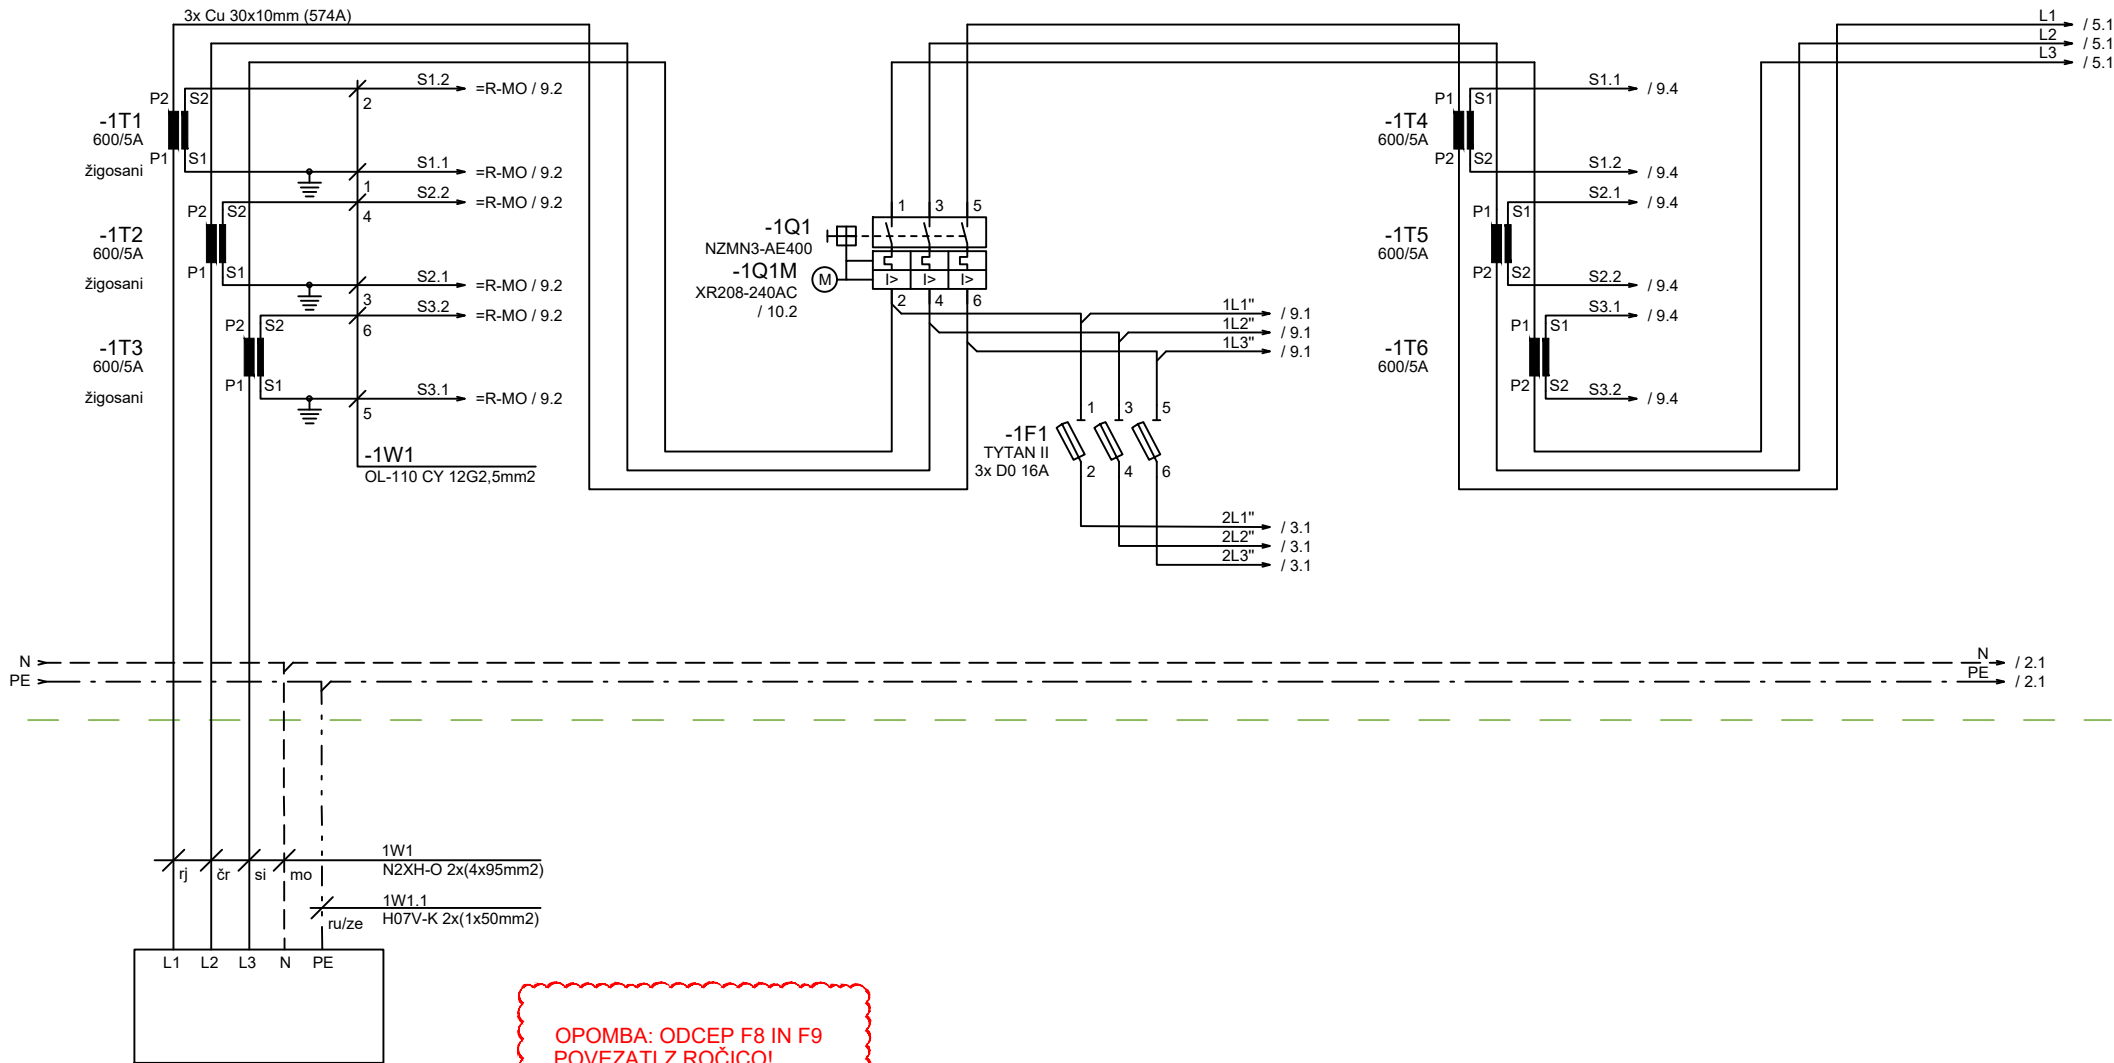 3x Cu 30x10mm (574A)
L1 / 5.1
L2 / 5.1
L3 / 5.1
P2 S2 S1.2 =R-MO / 9.2
2
-1T1
600/5A
P1 S1 S1.1 =R-MO / 9.2
žigosani
1
P2 S2 S2.2 =R-MO / 9.2
4
-1T2
600/5A
P1 S1 S2.1 =R-MO / 9.2
žigosani
3
P2 S2 S3.2 =R-MO / 9.2
6
-1T3
600/5A
P1 S1 S3.1 =R-MO / 9.2
žigosani
5
-1W1
OL-110 CY 12G2,5mm2
1 3 5
-1Q1
NZMN3-AE400
-1Q1M
XR208-240AC
/ 10.2
M
I> I> I>
2 4 6
1L1" / 9.1
1L2" / 9.1
1L3" / 9.1
1 3 5
-1F1
TYTAN II
3x D0 16A
2 4 6
2L1" / 3.1
2L2" / 3.1
2L3" / 3.1
P1 S1 S1.1 / 9.4
-1T4
600/5A
P2 S2 S1.2 / 9.4
P1 S1 S2.1 / 9.4
-1T5
600/5A
P2 S2 S2.2 / 9.4
P1 S1 S3.1 / 9.4
-1T6
600/5A
P2 S2 S3.2 / 9.4
N N / 2.1
PE PE / 2.1
rj čr si mo
1W1
N2XH-O 2x(4x95mm2)
1W1.1
ru/ze H07V-K 2x(1x50mm2)
L1 L2 L3 N PE
OPOMBA: ODCEP F8 IN F9
POVEZATI Z ROČICO!